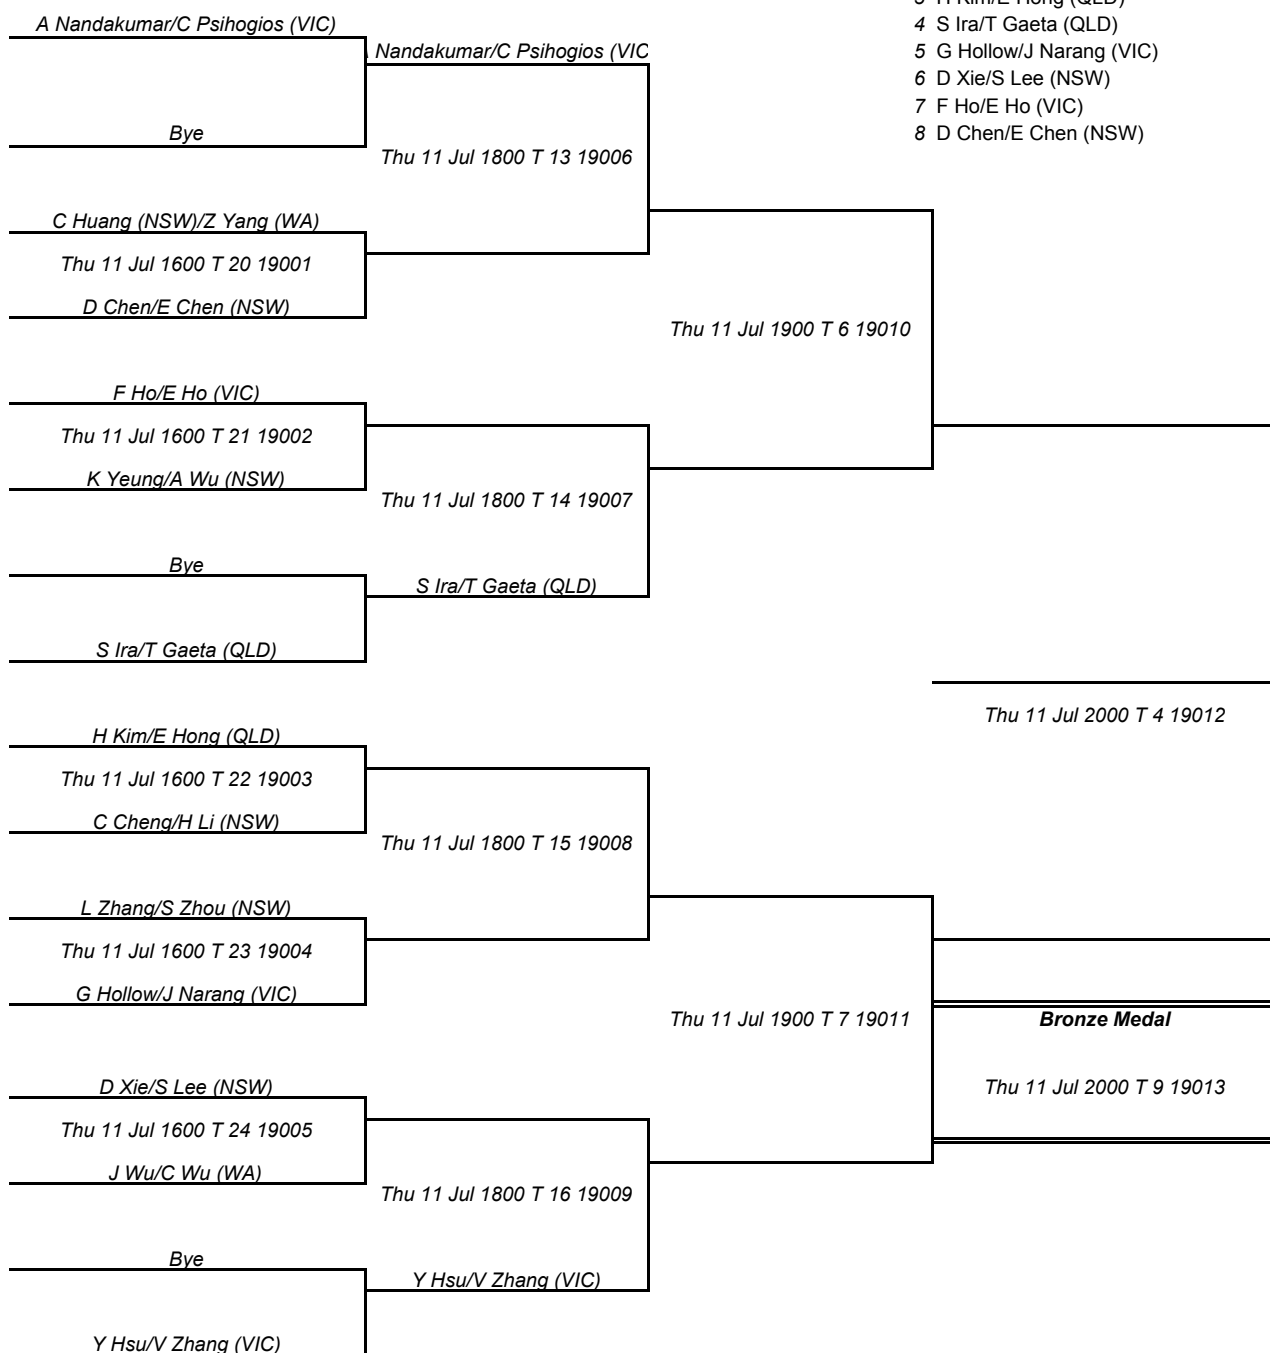 3 H Kim/E Hong (QLD)
4 S Ira/T Gaeta (QLD)
5 G Hollow/J Narang (VIC)
6 D Xie/S Lee (NSW)
7 F Ho/E Ho (VIC)
8 D Chen/E Chen (NSW)
A Nandakumar/C Psihogios (VIC)
Nandakumar/C Psihogios (VIC
Bye
Thu 11 Jul 1800 T 13 19006
C Huang (NSW)/Z Yang (WA)
Thu 11 Jul 1600 T 20 19001
D Chen/E Chen (NSW)
Thu 11 Jul 1900 T 6 19010
F Ho/E Ho (VIC)
Thu 11 Jul 1600 T 21 19002
K Yeung/A Wu (NSW)
Thu 11 Jul 1800 T 14 19007
Bye
S Ira/T Gaeta (QLD)
S Ira/T Gaeta (QLD)
Thu 11 Jul 2000 T 4 19012
H Kim/E Hong (QLD)
Thu 11 Jul 1600 T 22 19003
C Cheng/H Li (NSW)
Thu 11 Jul 1800 T 15 19008
L Zhang/S Zhou (NSW)
Thu 11 Jul 1600 T 23 19004
G Hollow/J Narang (VIC)
Thu 11 Jul 1900 T 7 19011
Bronze Medal
Thu 11 Jul 2000 T 9 19013
D Xie/S Lee (NSW)
Thu 11 Jul 1600 T 24 19005
J Wu/C Wu (WA)
Thu 11 Jul 1800 T 16 19009
Bye
Y Hsu/V Zhang (VIC)
Y Hsu/V Zhang (VIC)